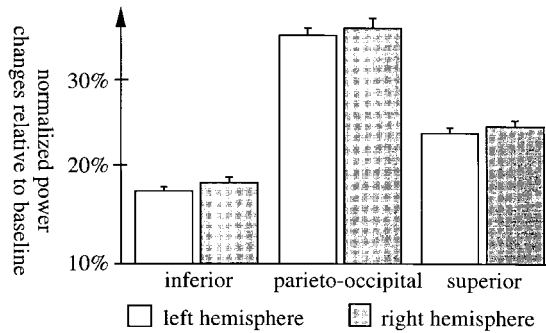 normalized power
changes relative to baseline
30%
20%
10%
inferior parieto-occipital superior
left hemisphere right hemisphere